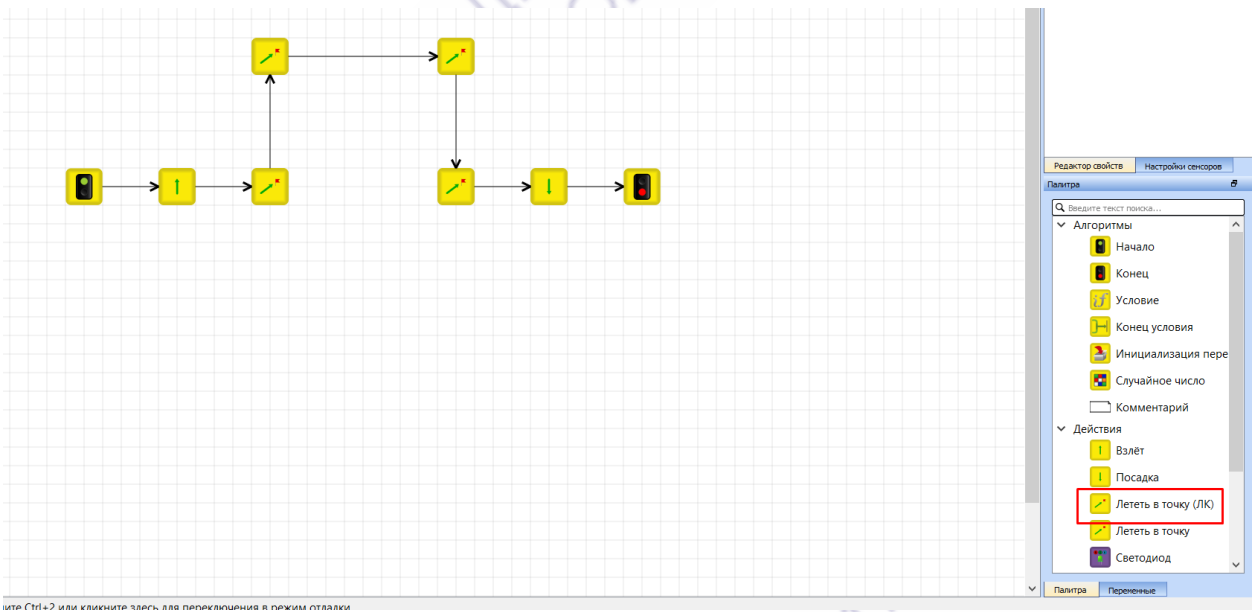 Редактор свойств Настройки сенсоров
Палитра
Введите текст поиска...
Алгоритмы
Начало
Конец
if Условие
Конец условия
Инициализация пере
Случайное число
Комментарий
Действия
Взлёт
Посадка
Лететь в точку (ЛК)
Лететь в точку
Светодиод
Палитра Переменные
ите Ctrl+2 или кликните здесь для переключения в режим отладки